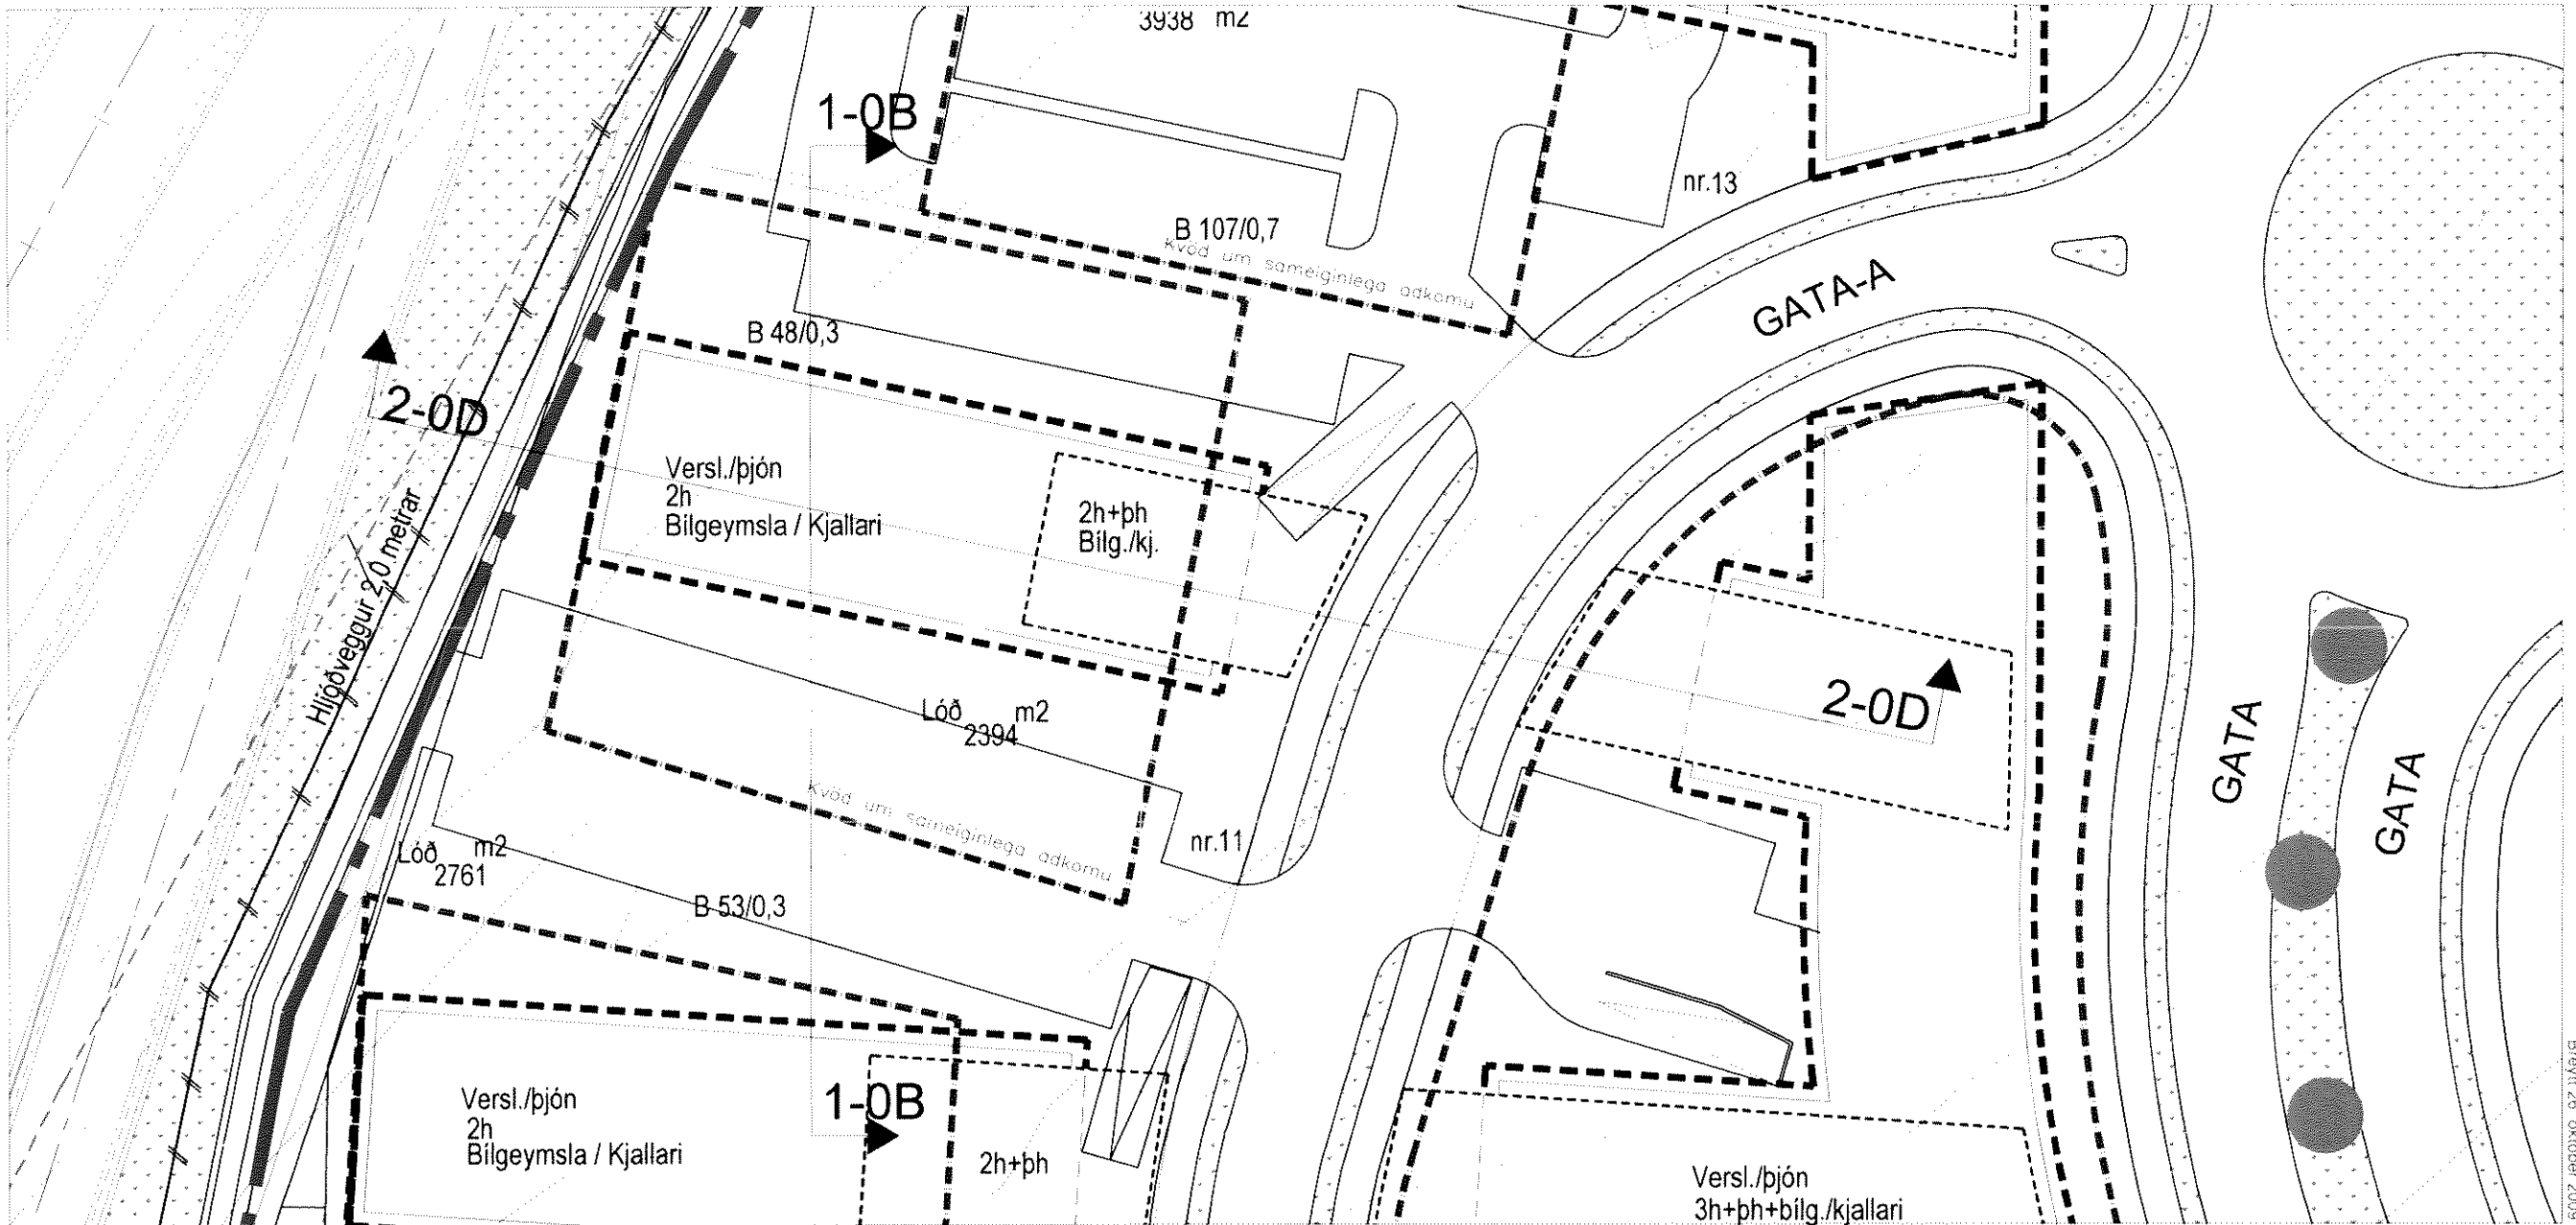 3938 m2
1-0B
nr.13
B 107/0,7
Kvöð um sameiginlega aðkomu
GATA-A
B 48/0,3
2-0D
Versl./þjón
2h
Bílgeymsla / Kjallari
2h+þh
Bílg./kj.
Hljóðveggur 2,0 metrar
2-0D
Lóð m2
2394
GATA
GATA
Kvöð um sameiginlega aðkomu
nr.11
Lóð m2
2761
B 53/0,3
Versl./þjón
2h
Bílgeymsla / Kjallari
1-0B
2h+þh
Versl./þjón
3h+þh+bílg./kjallari